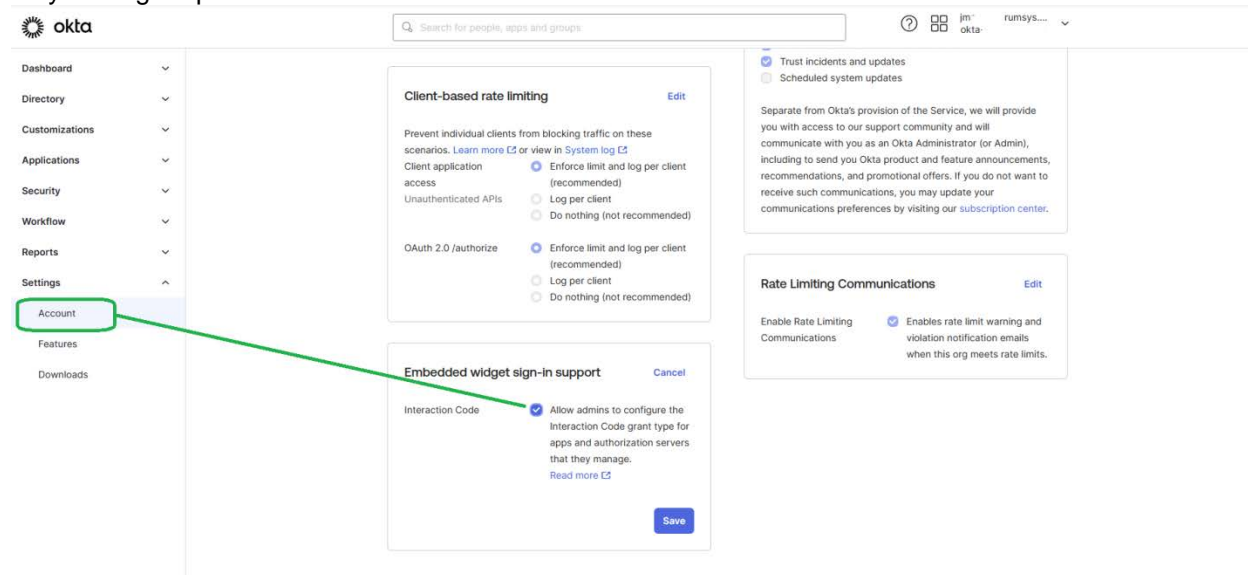 okta
Search for people, apps and groups
rumsys....
okta-
Dashboard
Directory
Customizations
Applications
Security
Workflow
Reports
Settings
Account
Features
Downloads
Client-based rate limiting
Edit
Prevent individual clients from blocking traffic on these
scenarios. Learn more or view in System log
Client application
access
Enforce limit and log per client
(recommended)
Unauthenticated APIs
Log per client
Do nothing (not recommended)
OAuth 2.0 /authorize
Enforce limit and log per client
(recommended)
Log per client
Do nothing (not recommended)
Embedded widget sign-in support
Cancel
Interaction Code
Allow admins to configure the
Interaction Code grant type for
apps and authorization servers
that they manage.
Read more
Save
Trust incidents and updates
Scheduled system updates
Separate from Okta's provision of the Service, we will provide
you with access to our support community and will
communicate with you as an Okta Administrator (or Admin),
including to send you Okta product and feature announcements,
recommendations, and promotional offers. If you do not want to
receive such communications, you may update your
communications preferences by visiting our subscription center.
Rate Limiting Communications
Edit
Enable Rate Limiting
Communications
Enables rate limit warning and
violation notification emails
when this org meets rate limits.